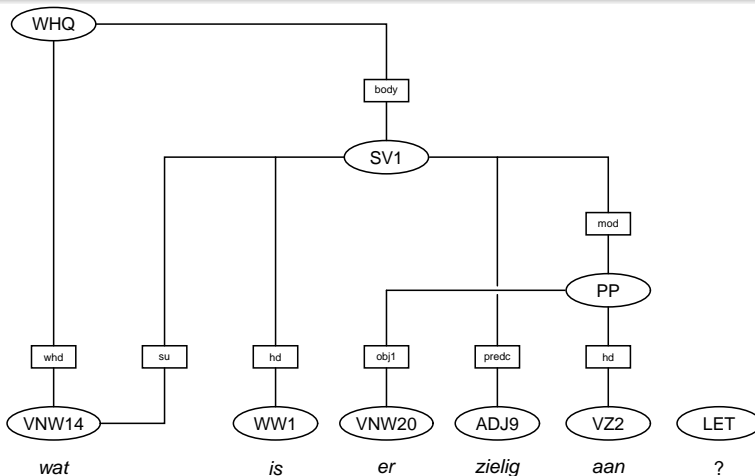 WHQ
body
SV1
mod
PP
whd su hd obj1 predc hd
VNW14 WW1 VNW20 ADJ9 VZ2 LET
wat is er zielig aan ?